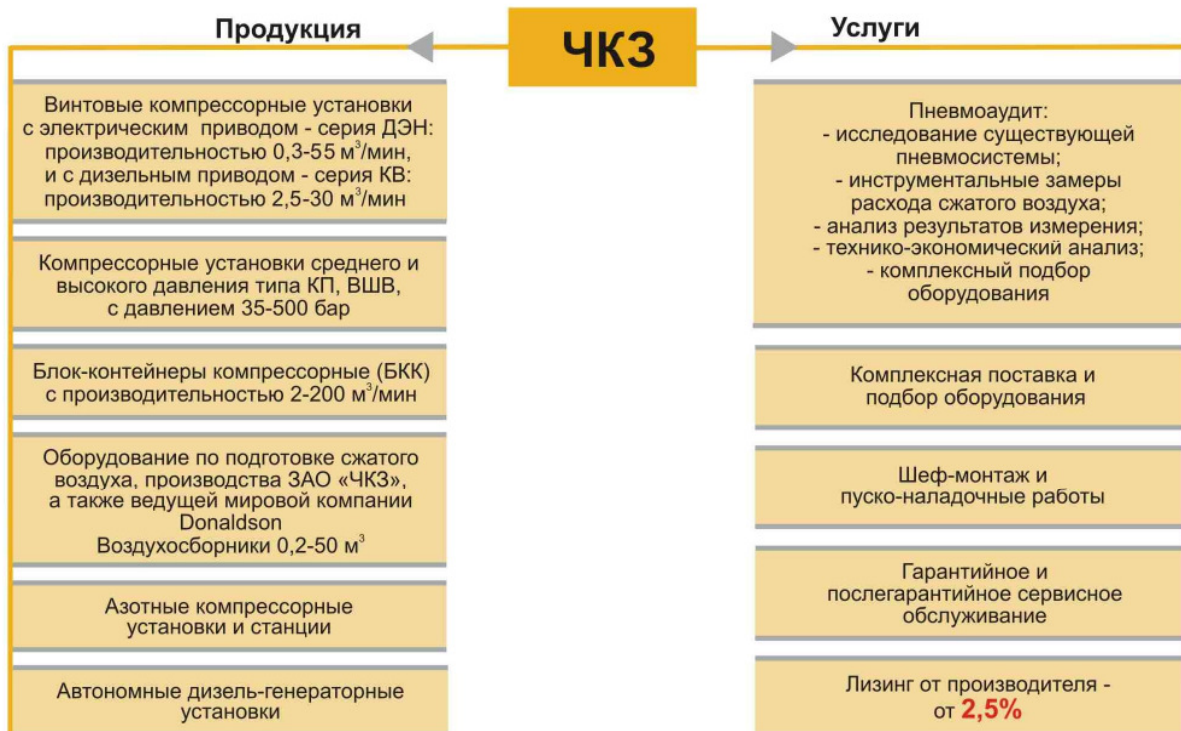 ЧКЗ
Продукция
Винтовые компрессорные установки
с электрическим приводом - серия ДЭН:
производительностью 0,3-55 м³/мин,
и с дизельным приводом - серия КВ:
производительностью 2,5-30 м³/мин
Компрессорные установки среднего и
высокого давления типа КП, ВШВ,
с давлением 35-500 бар
Блок-контейнеры компрессорные (БКК)
с производительностью 2-200 м³/мин
Оборудование по подготовке сжатого
воздуха, производства ЗАО «ЧКЗ»,
а также ведущей мировой компании
Donaldson
Воздухосборники 0,2-50 м³
Азотные компрессорные
установки и станции
Автономные дизель-генераторные
установки
Услуги
Пневмоаудит:
- исследование существующей
пневмосистемы;
- инструментальные замеры
расхода сжатого воздуха;
- анализ результатов измерения;
- технико-экономический анализ;
- комплексный подбор
оборудования
Комплексная поставка и
подбор оборудования
Шеф-монтаж и
пуско-наладочные работы
Гарантийное и
послегарантийное сервисное
обслуживание
Лизинг от производителя -
от 2,5%